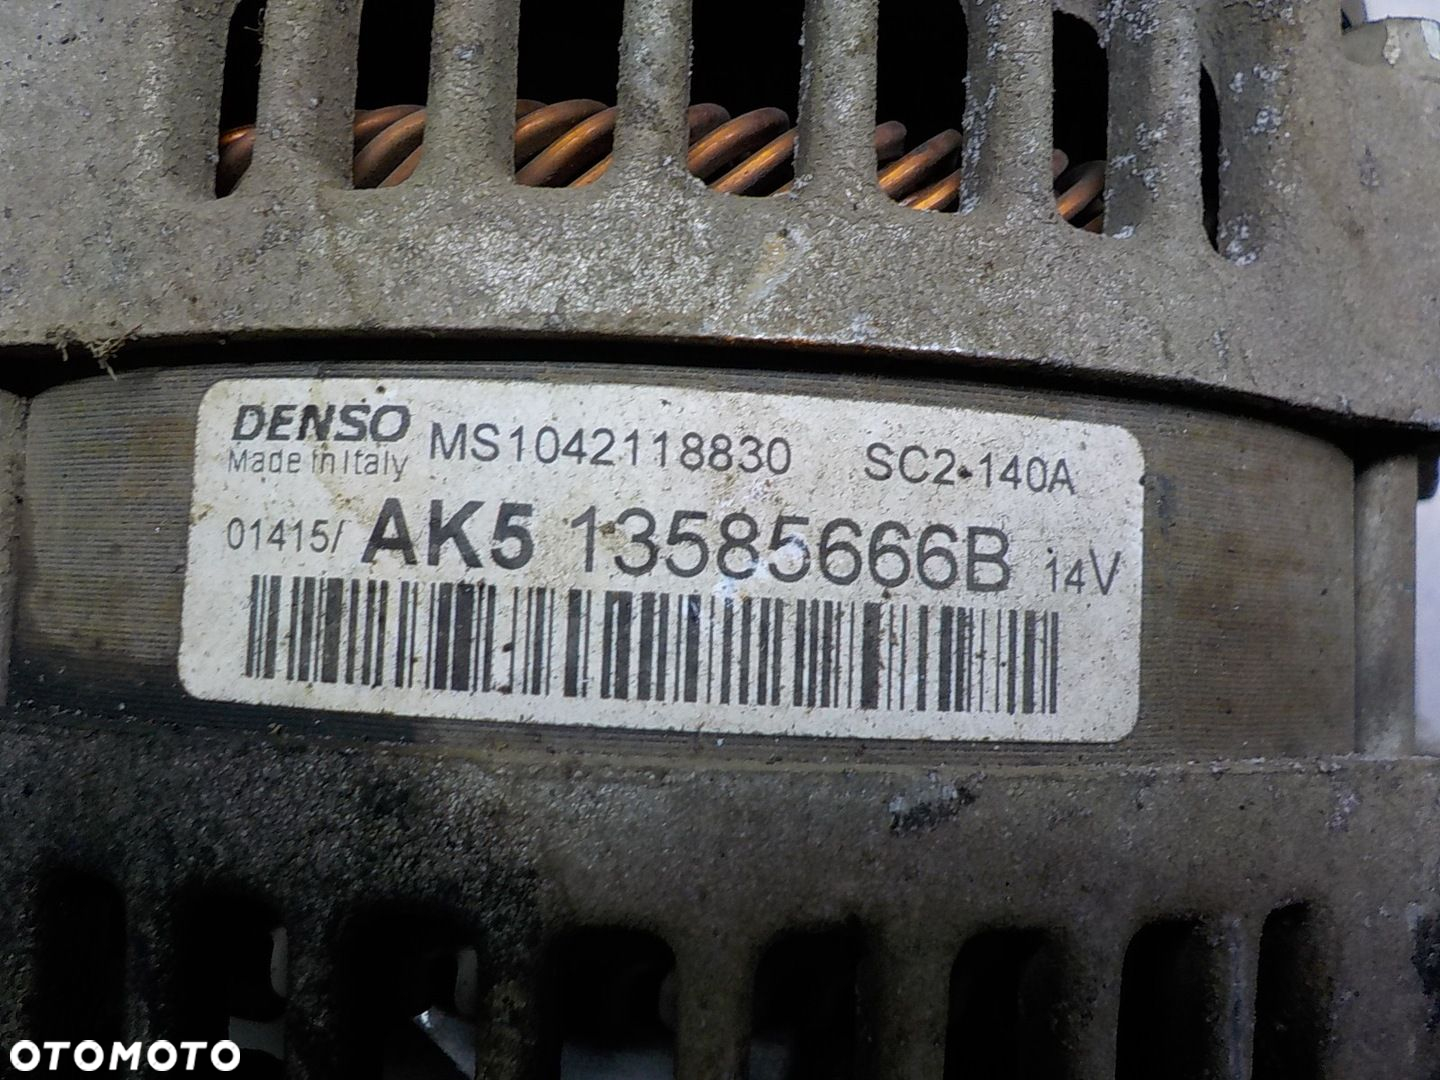 DENSO MS1042118830 SC2-140A
Made in Italy
01415/ AK5 13585666B 14V
OTOMOTO